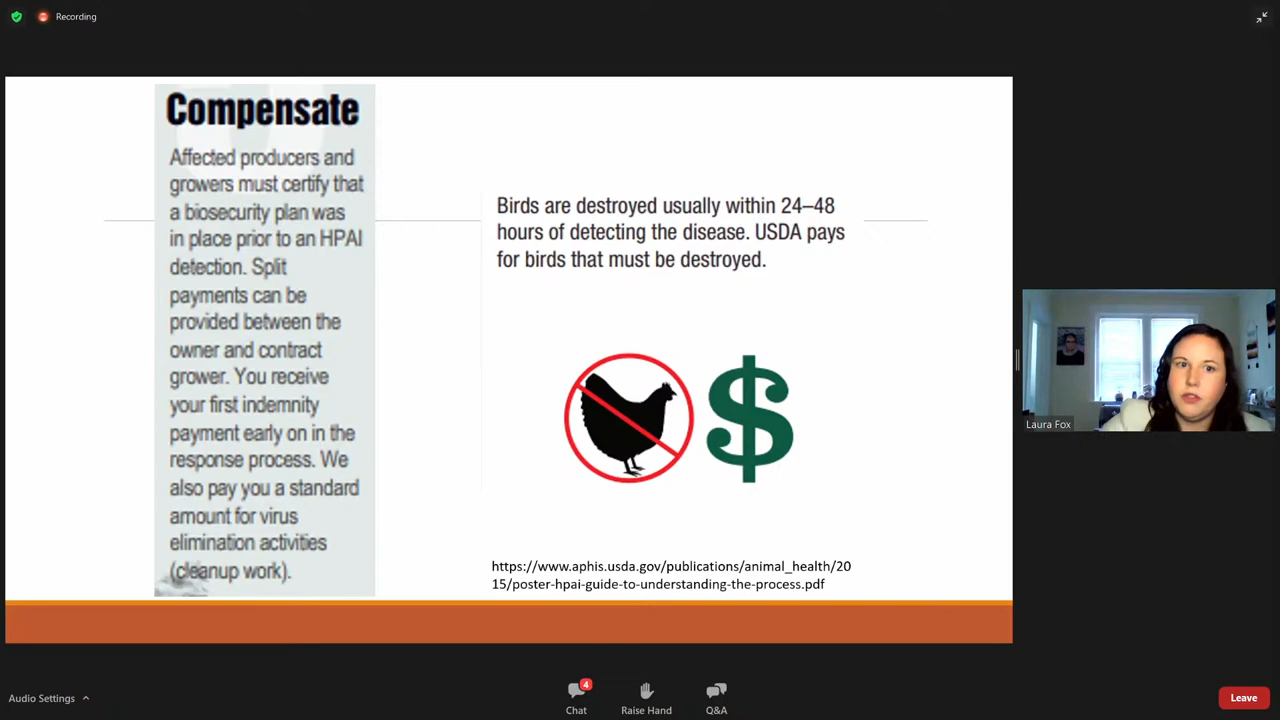 Recording
Compensate
Affected producers and
growers must certify that
a biosecurity plan was
in place prior to an HPAI
detection. Split
payments can be
provided between the
owner and contract
grower. You receive
your first indemnity
payment early on in the
response process. We
also pay you a standard
amount for virus
elimination activities
(cleanup work).
Birds are destroyed usually within 24–48
hours of detecting the disease. USDA pays
for birds that must be destroyed.
$
https://www.aphis.usda.gov/publications/animal_health/20
15/poster-hpai-guide-to-understanding-the-process.pdf
Laura Fox
Audio Settings
4
Chat
Raise Hand
Q&A
Leave